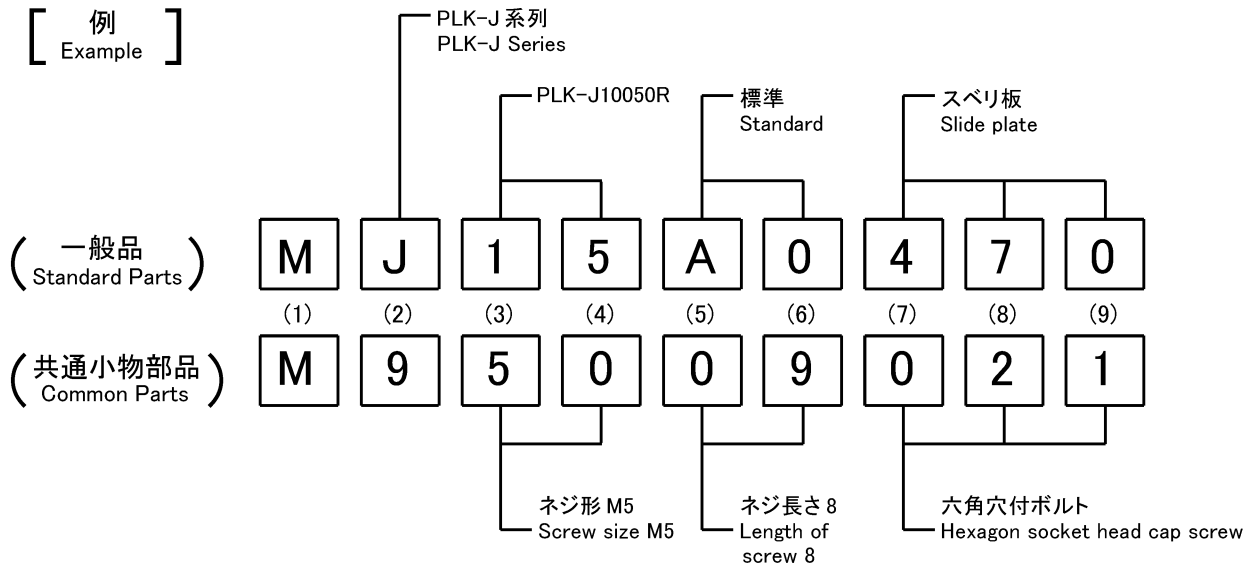 例
Example
PLK-J 系列
PLK-J Series
PLK-J10050R
標準
Standard
スベリ板
Slide plate
一般品
Standard Parts
M J 1 5 A 0 4 7 0
(1) (2) (3) (4) (5) (6) (7) (8) (9)
共通小物部品
Common Parts
M 9 5 0 0 9 0 2 1
ネジ形 M5
Screw size M5
ネジ長さ 8
Length of
screw 8
六角穴付ボルト
Hexagon socket head cap screw